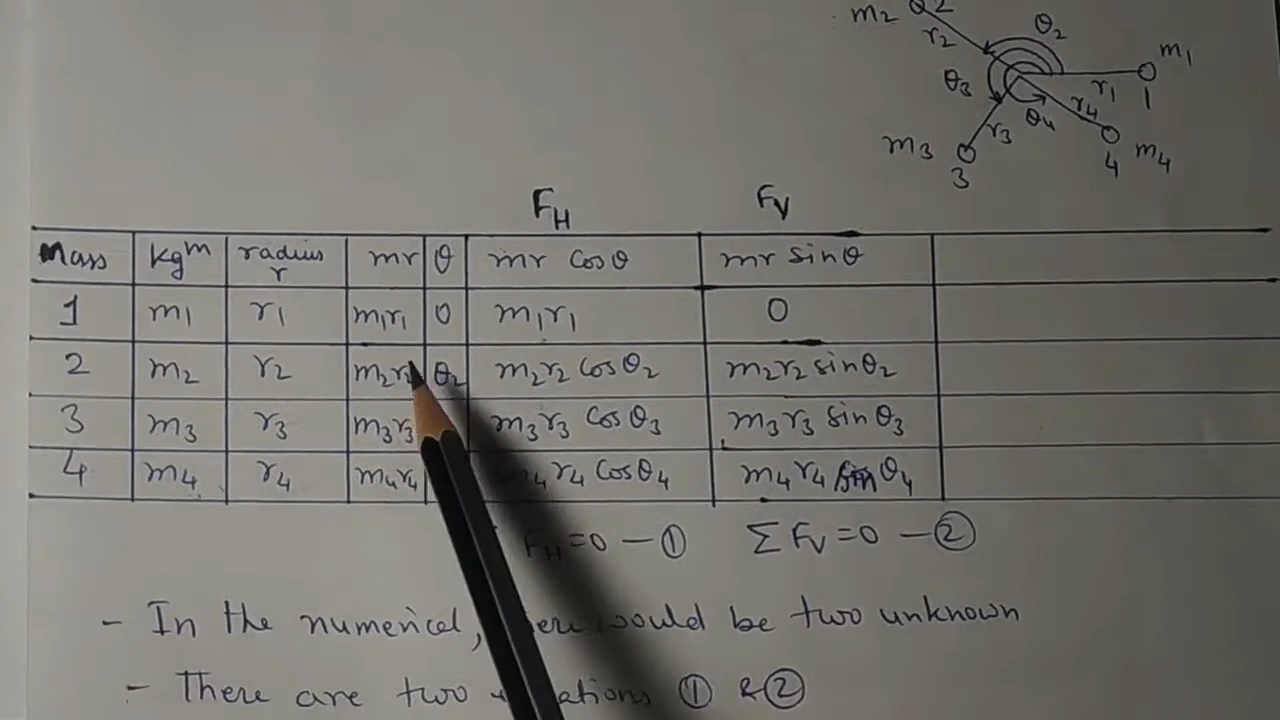 m2 2
r2 θ2
m1
θ3 r1 1
r4
θ4
m3 r3 4 m4
3
FH FV
Mass kg m radius r mr θ mr cosθ mr sinθ
1 m1 r1 m1r1 0 m1r1 0
2 m2 r2 m2r2 θ2 m2r2 cosθ2 m2r2 sinθ2
3 m3 r3 m3r3 m3r3 cosθ3 m3r3 sinθ3
4 m4 r4 m4r4 r4 cosθ4 m4r4 sinθ4
FH=0 — ① ΣFV=0 — ②
- In the numerical, would be two unknown
- There are two ① & ②